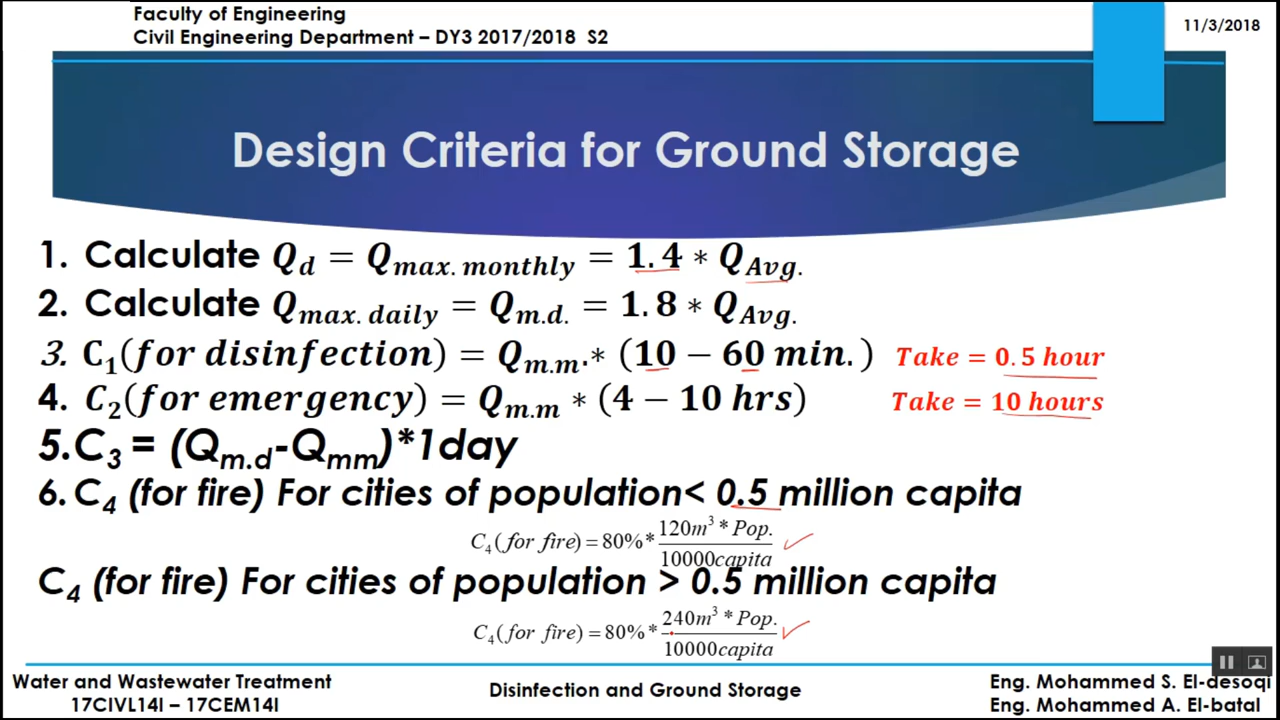 Faculty of Engineering
Civil Engineering Department – DY3 2017/2018 S2
11/3/2018
Design Criteria for Ground Storage
1. Calculate Q_d = Q_max.monthly = 1.4 * Q_Avg.
2. Calculate Q_max.daily = Q_m.d. = 1.8 * Q_Avg.
3. C_1(for disinfection) = Q_m.m. * (10 − 60 min.) Take = 0.5 hour
4. C_2(for emergency) = Q_m.m * (4 − 10 hrs) Take = 10 hours
5.C_3 = (Q_m.d-Q_mm)*1day
6. C_4 (for fire) For cities of population< 0.5 million capita
C_4 (for fire) = 80% * 120m^3 * Pop. / 10000capita
C_4 (for fire) For cities of population > 0.5 million capita
C_4 (for fire) = 80% * 240m^3 * Pop. / 10000capita
Water and Wastewater Treatment
17CIVL14I – 17CEM14I
Disinfection and Ground Storage
Eng. Mohammed S. El-desoqi
Eng. Mohammed A. El-batal